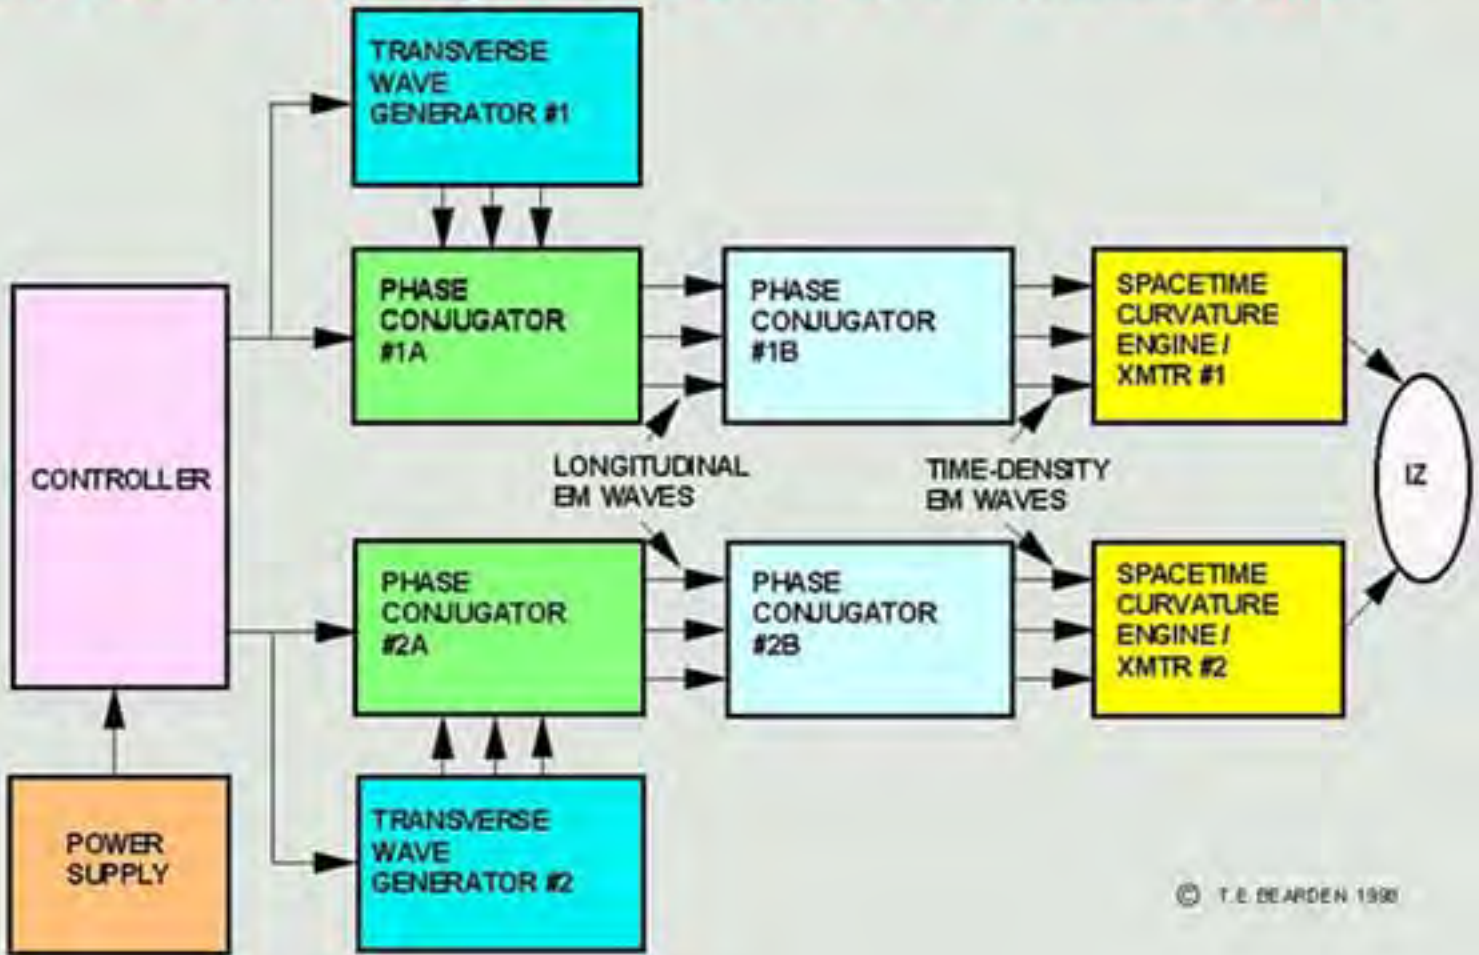 TRANSVERSE
WAVE
GENERATOR #1
PHASE
CONJUGATOR
#1A
PHASE
CONJUGATOR
#1B
SPACETIME
CURVATURE
ENGINE /
XMTR #1
CONTROLLER
LONGITUDINAL
EM WAVES
TIME-DENSITY
EM WAVES
IZ
PHASE
CONJUGATOR
#2A
PHASE
CONJUGATOR
#2B
SPACETIME
CURVATURE
ENGINE /
XMTR #2
POWER
SUPPLY
TRANSVERSE
WAVE
GENERATOR #2
© T.E. BEARDEN 1998